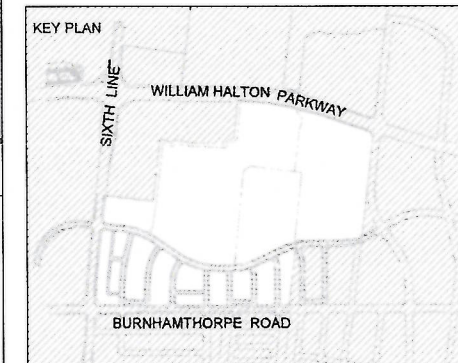 KEY PLAN
WILLIAM HALTON PARKWAY
SIXTH LINE
BURNHAMTHORPE ROAD